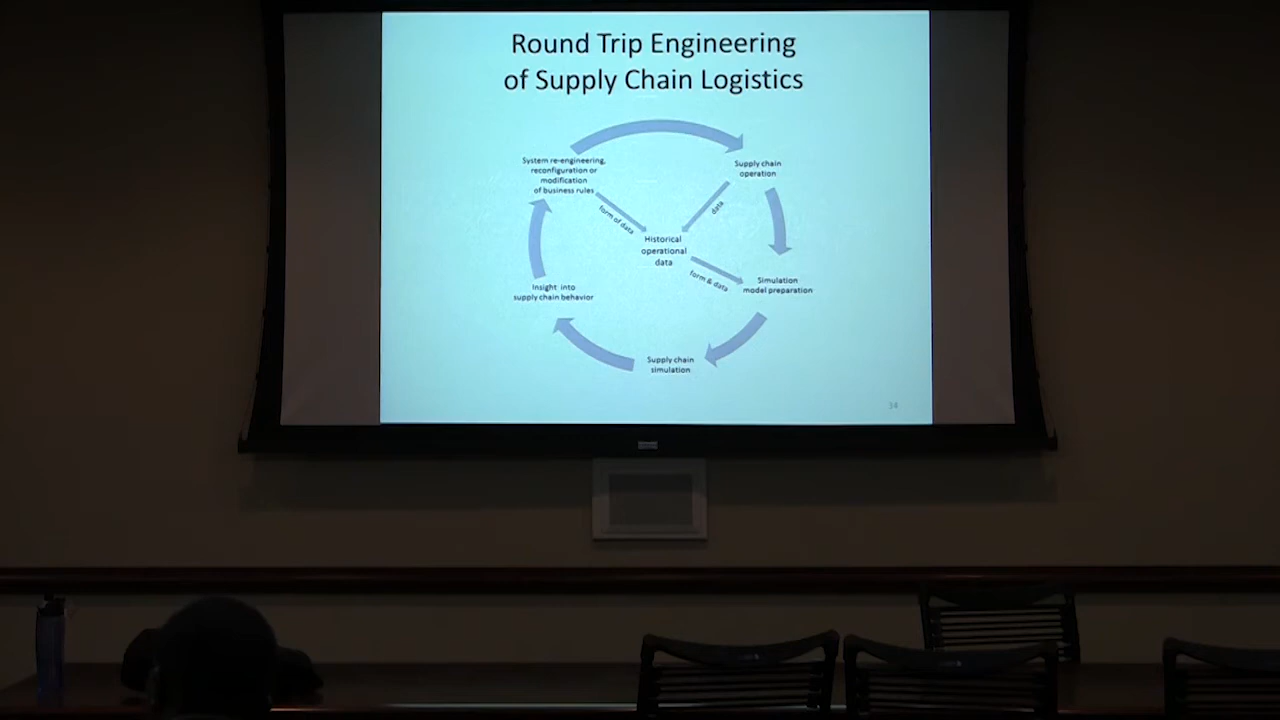 Round Trip Engineering
of Supply Chain Logistics
System re-engineering,
reconfiguration or
modification
of business rules
Supply chain
operation
form of data
data
Historical
operational
data
form & data
Simulation
model preparation
Insight into
supply chain behavior
Supply chain
simulation
34